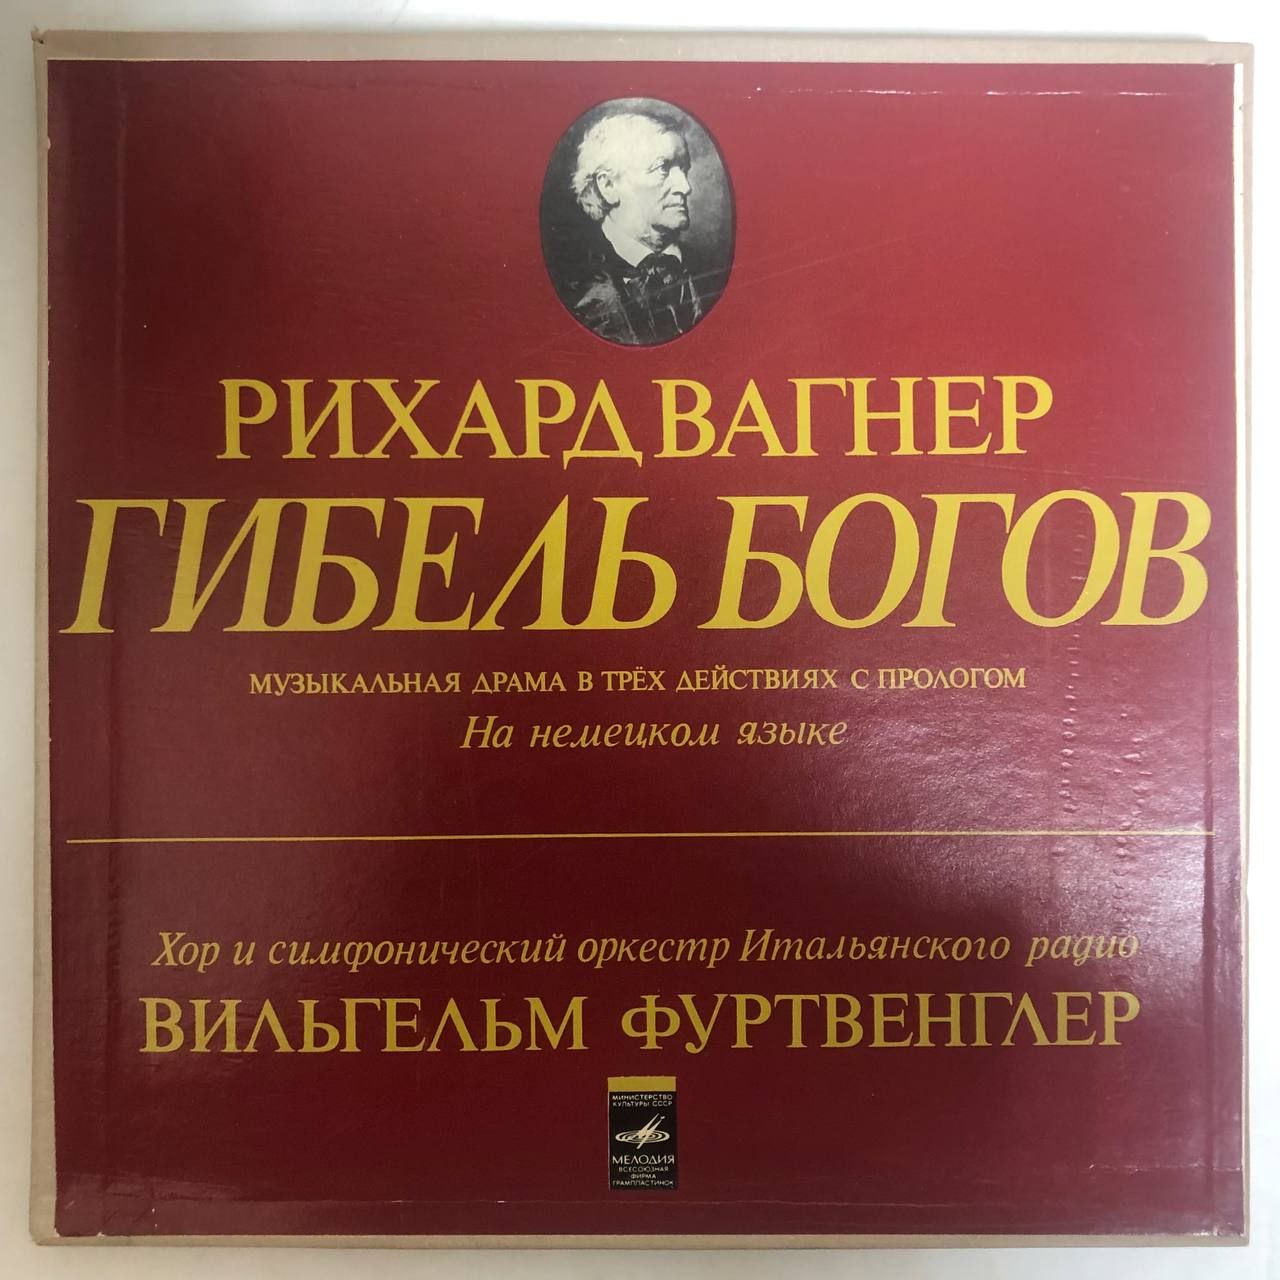 РИХАРД ВАГНЕР
ГИБЕЛЬ БОГОВ
МУЗЫКАЛЬНАЯ ДРАМА В ТРЁХ ДЕЙСТВИЯХ С ПРОЛОГОМ
На немецком языке
Хор и симфонический оркестр Итальянского радио
ВИЛЬГЕЛЬМ ФУРТВЕНГЛЕР
МИНИСТЕРСТВО
КУЛЬТУРЫ СССР
МЕЛОДИЯ
ВСЕСОЮЗНАЯ
ФИРМА
ГРАМПЛАСТИНОК